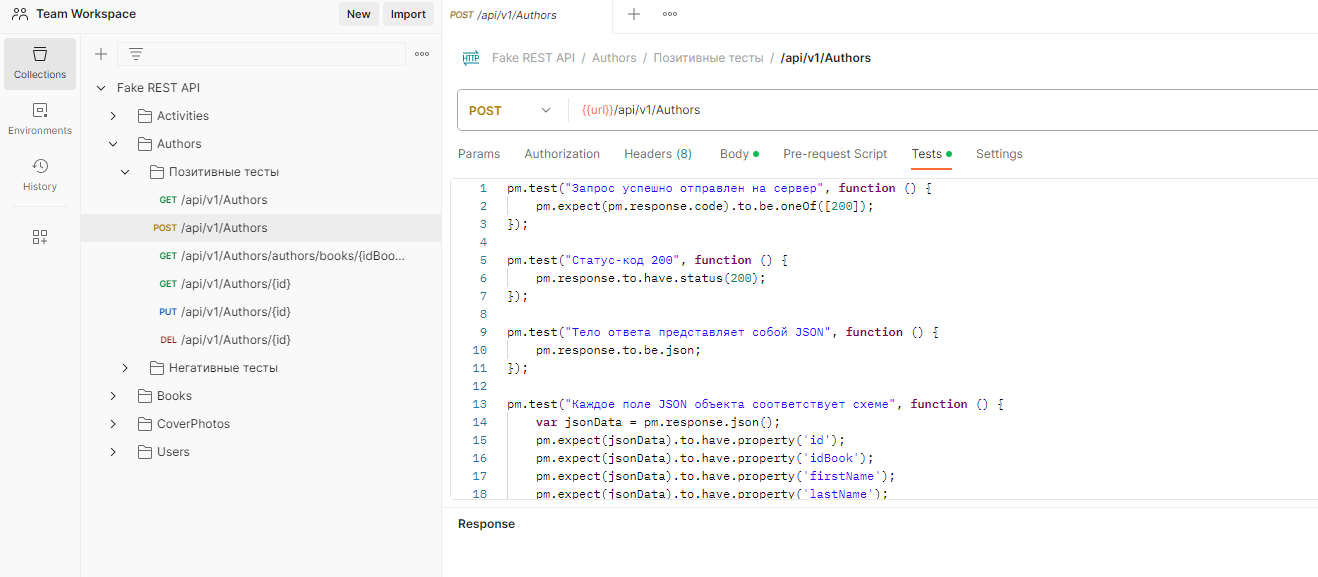 Team Workspace
New
Import
Collections
Environments
History
Fake REST API
Activities
Authors
Позитивные тесты
GET /api/v1/Authors
POST /api/v1/Authors
GET /api/v1/Authors/authors/books/{idBoo...
GET /api/v1/Authors/{id}
PUT /api/v1/Authors/{id}
DEL /api/v1/Authors/{id}
Негативные тесты
Books
CoverPhotos
Users
POST /api/v1/Authors
HTTP Fake REST API / Authors / Позитивные тесты / /api/v1/Authors
POST {{url}}/api/v1/Authors
Params Authorization Headers (8) Body Pre-request Script Tests Settings
1 pm.test("Запрос успешно отправлен на сервер", function () {
2 pm.expect(pm.response.code).to.be.oneOf([200]);
3 });
4
5 pm.test("Статус-код 200", function () {
6 pm.response.to.have.status(200);
7 });
8
9 pm.test("Тело ответа представляет собой JSON", function () {
10 pm.response.to.be.json;
11 });
12
13 pm.test("Каждое поле JSON объекта соответствует схеме", function () {
14 var jsonData = pm.response.json();
15 pm.expect(jsonData).to.have.property('id');
16 pm.expect(jsonData).to.have.property('idBook');
17 pm.expect(jsonData).to.have.property('firstName');
18 pm.expect(jsonData).to.have.property('lastName');
Response